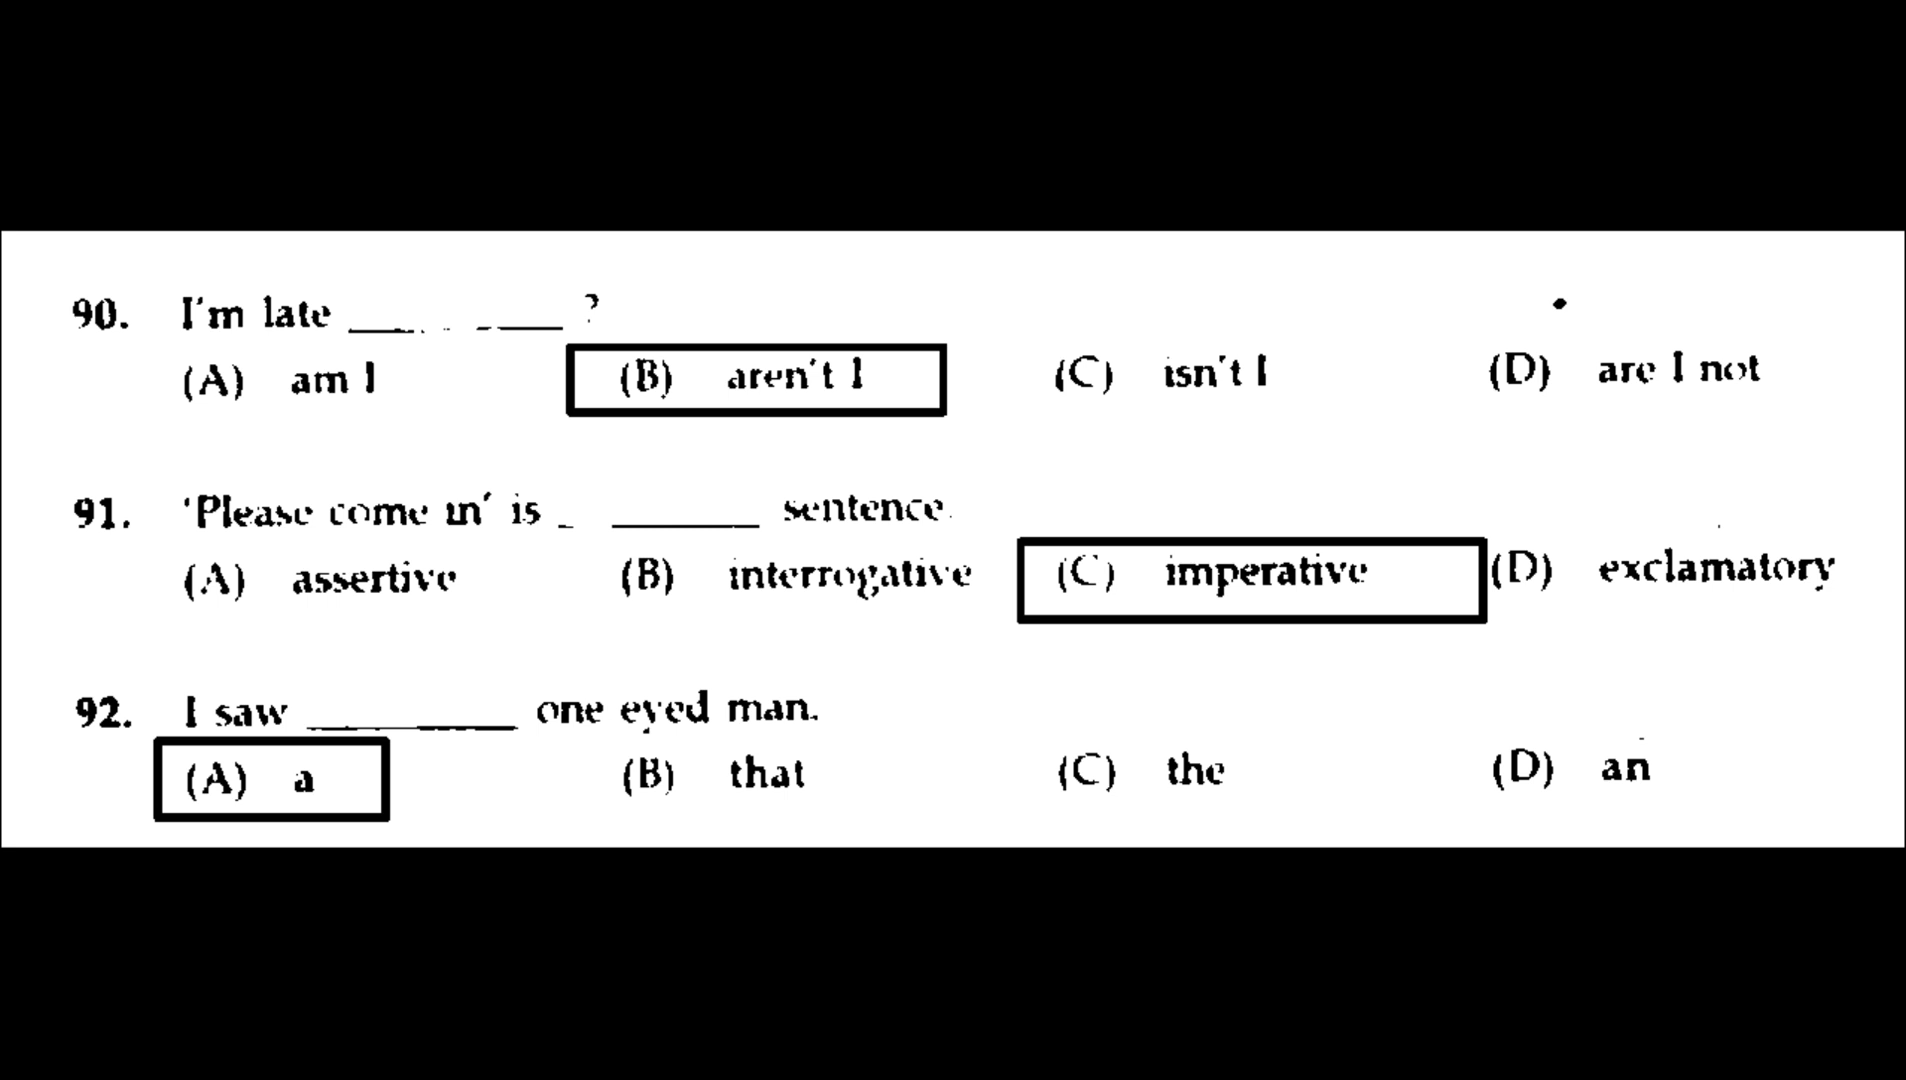 90. I'm late ________ ?
(A) am I (B) aren't I (C) isn't I (D) are I not
91. 'Please come in' is ________ sentence.
(A) assertive (B) interrogative (C) imperative (D) exclamatory
92. I saw ________ one eyed man.
(A) a (B) that (C) the (D) an